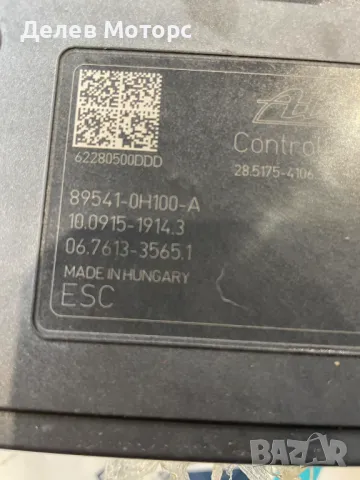 Делев Моторс
Control
62280500DDD
28.5175-4106
89541-0H100-A
10.0915-1914.3
06.7613-3565.1
MADE IN HUNGARY
ESC
BAZAR